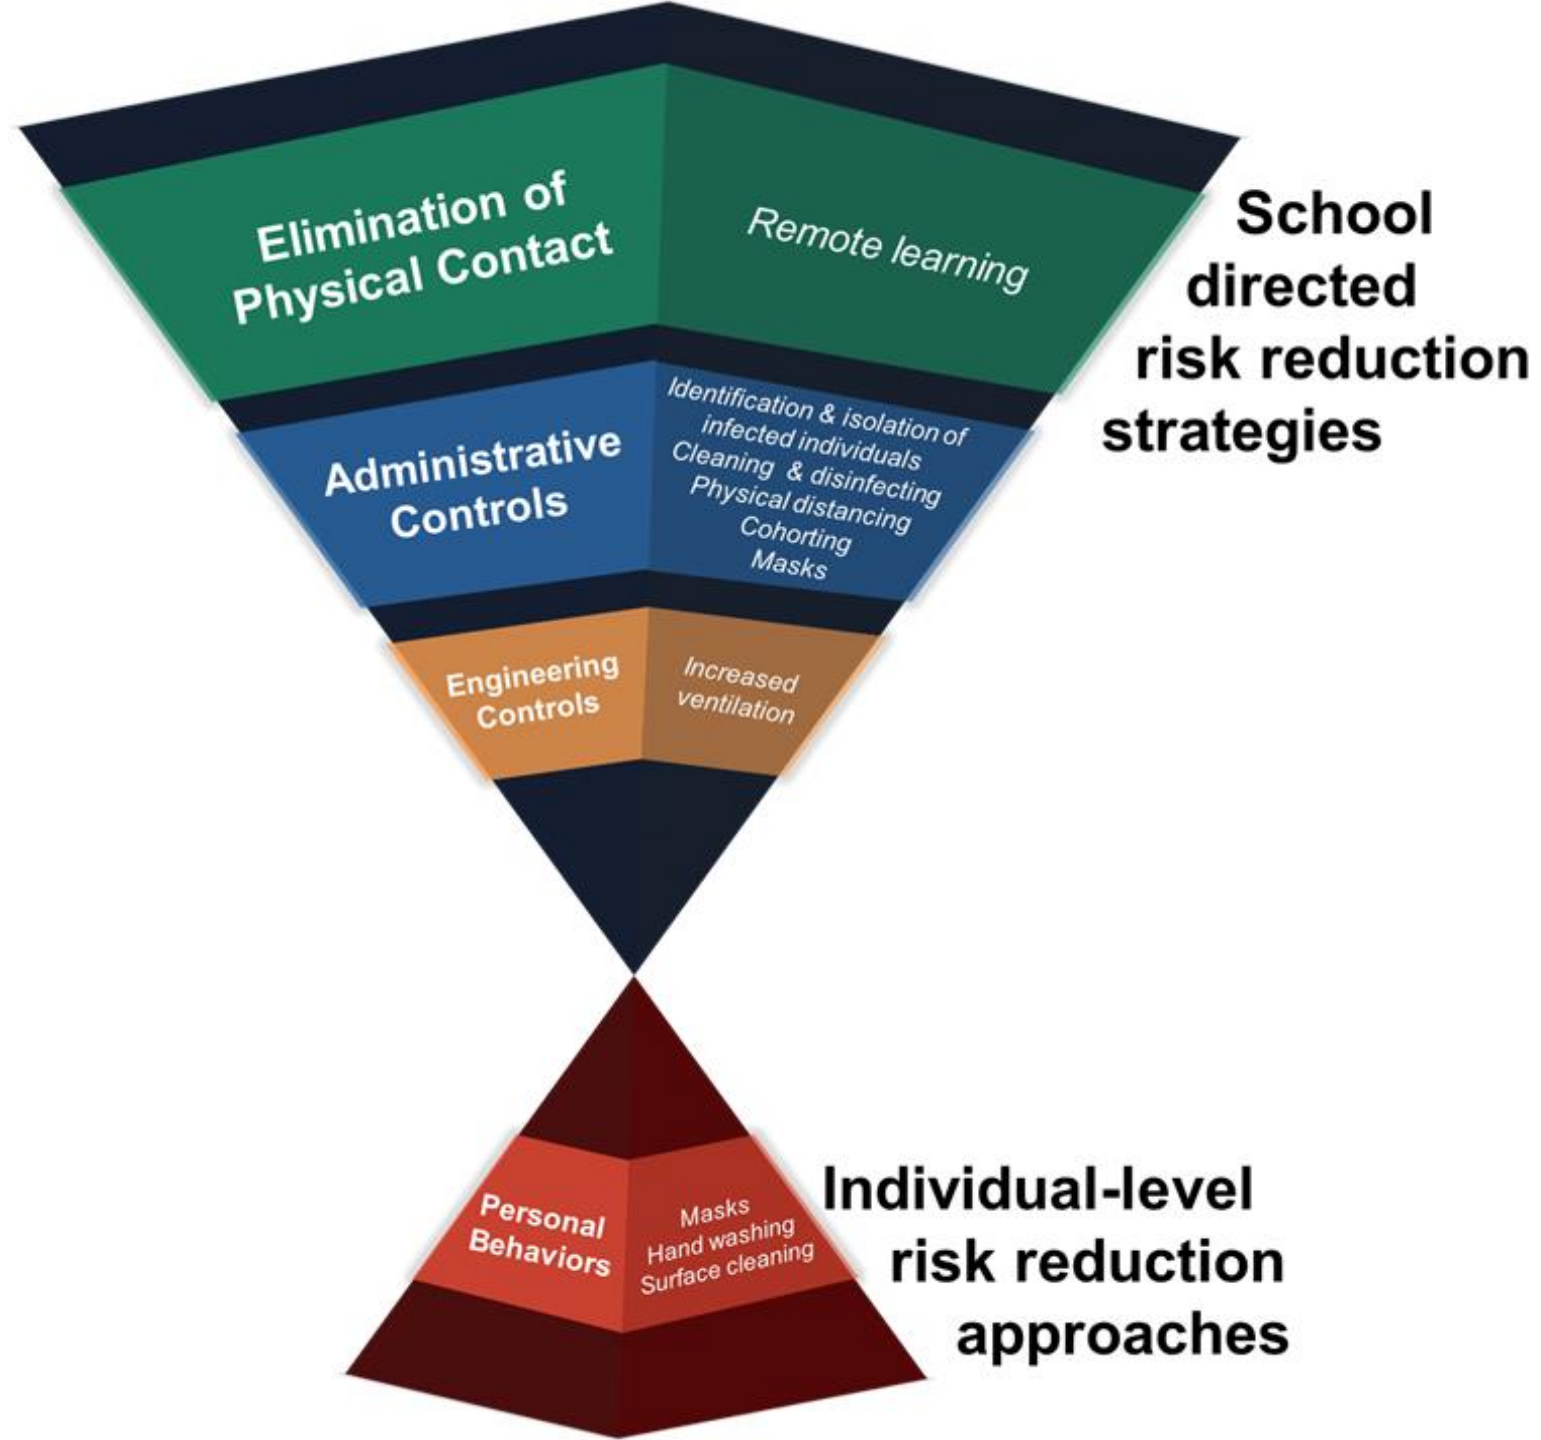 Elimination of
Physical Contact
Remote learning
School
directed
risk reduction
strategies
Administrative
Controls
Identification & isolation of
infected individuals
Cleaning & disinfecting
Physical distancing
Cohorting
Masks
Engineering
Controls
Increased
ventilation
Personal
Behaviors
Masks
Hand washing
Surface cleaning
Individual-level
risk reduction
approaches